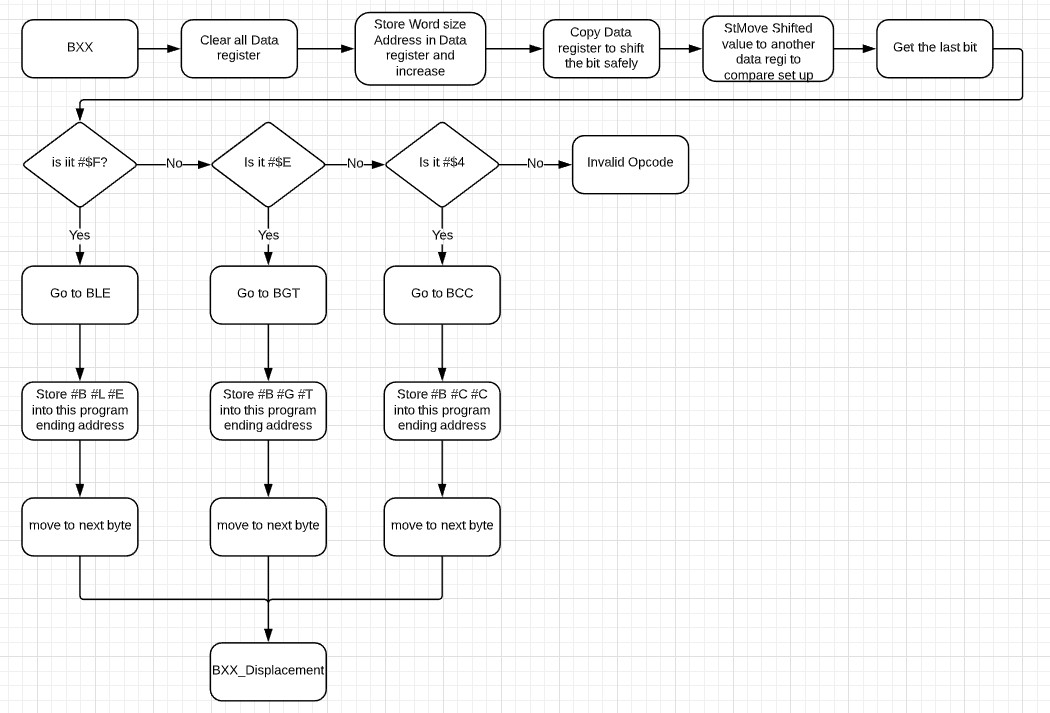 BXX
Clear all Data
register
Store Word size
Address in Data
register and
increase
Copy Data
register to shift
the bit safely
StMove Shifted
value to another
data regi to
compare set up
Get the last bit
is iit #$F?
No
Is it #$E
No
Is it #$4
No
Invalid Opcode
Yes
Yes
Yes
Go to BLE
Go to BGT
Go to BCC
Store #B #L #E
into this program
ending address
Store #B #G #T
into this program
ending address
Store #B #C #C
into this program
ending address
move to next byte
move to next byte
move to next byte
BXX_Displacement